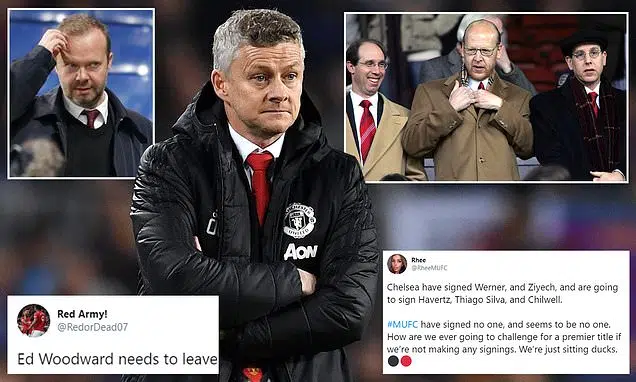 AON
Red Army!
@RedorDead07
Ed Woodward needs to leave
Rhee
@RheeMUFC
Chelsea have signed Werner, and Ziyech, and are going
to sign Havertz, Thiago Silva, and Chilwell.
#MUFC have signed no one, and seems to be no one.
How are we ever going to challenge for a premier title if
we're not making any signings. We're just sitting ducks.